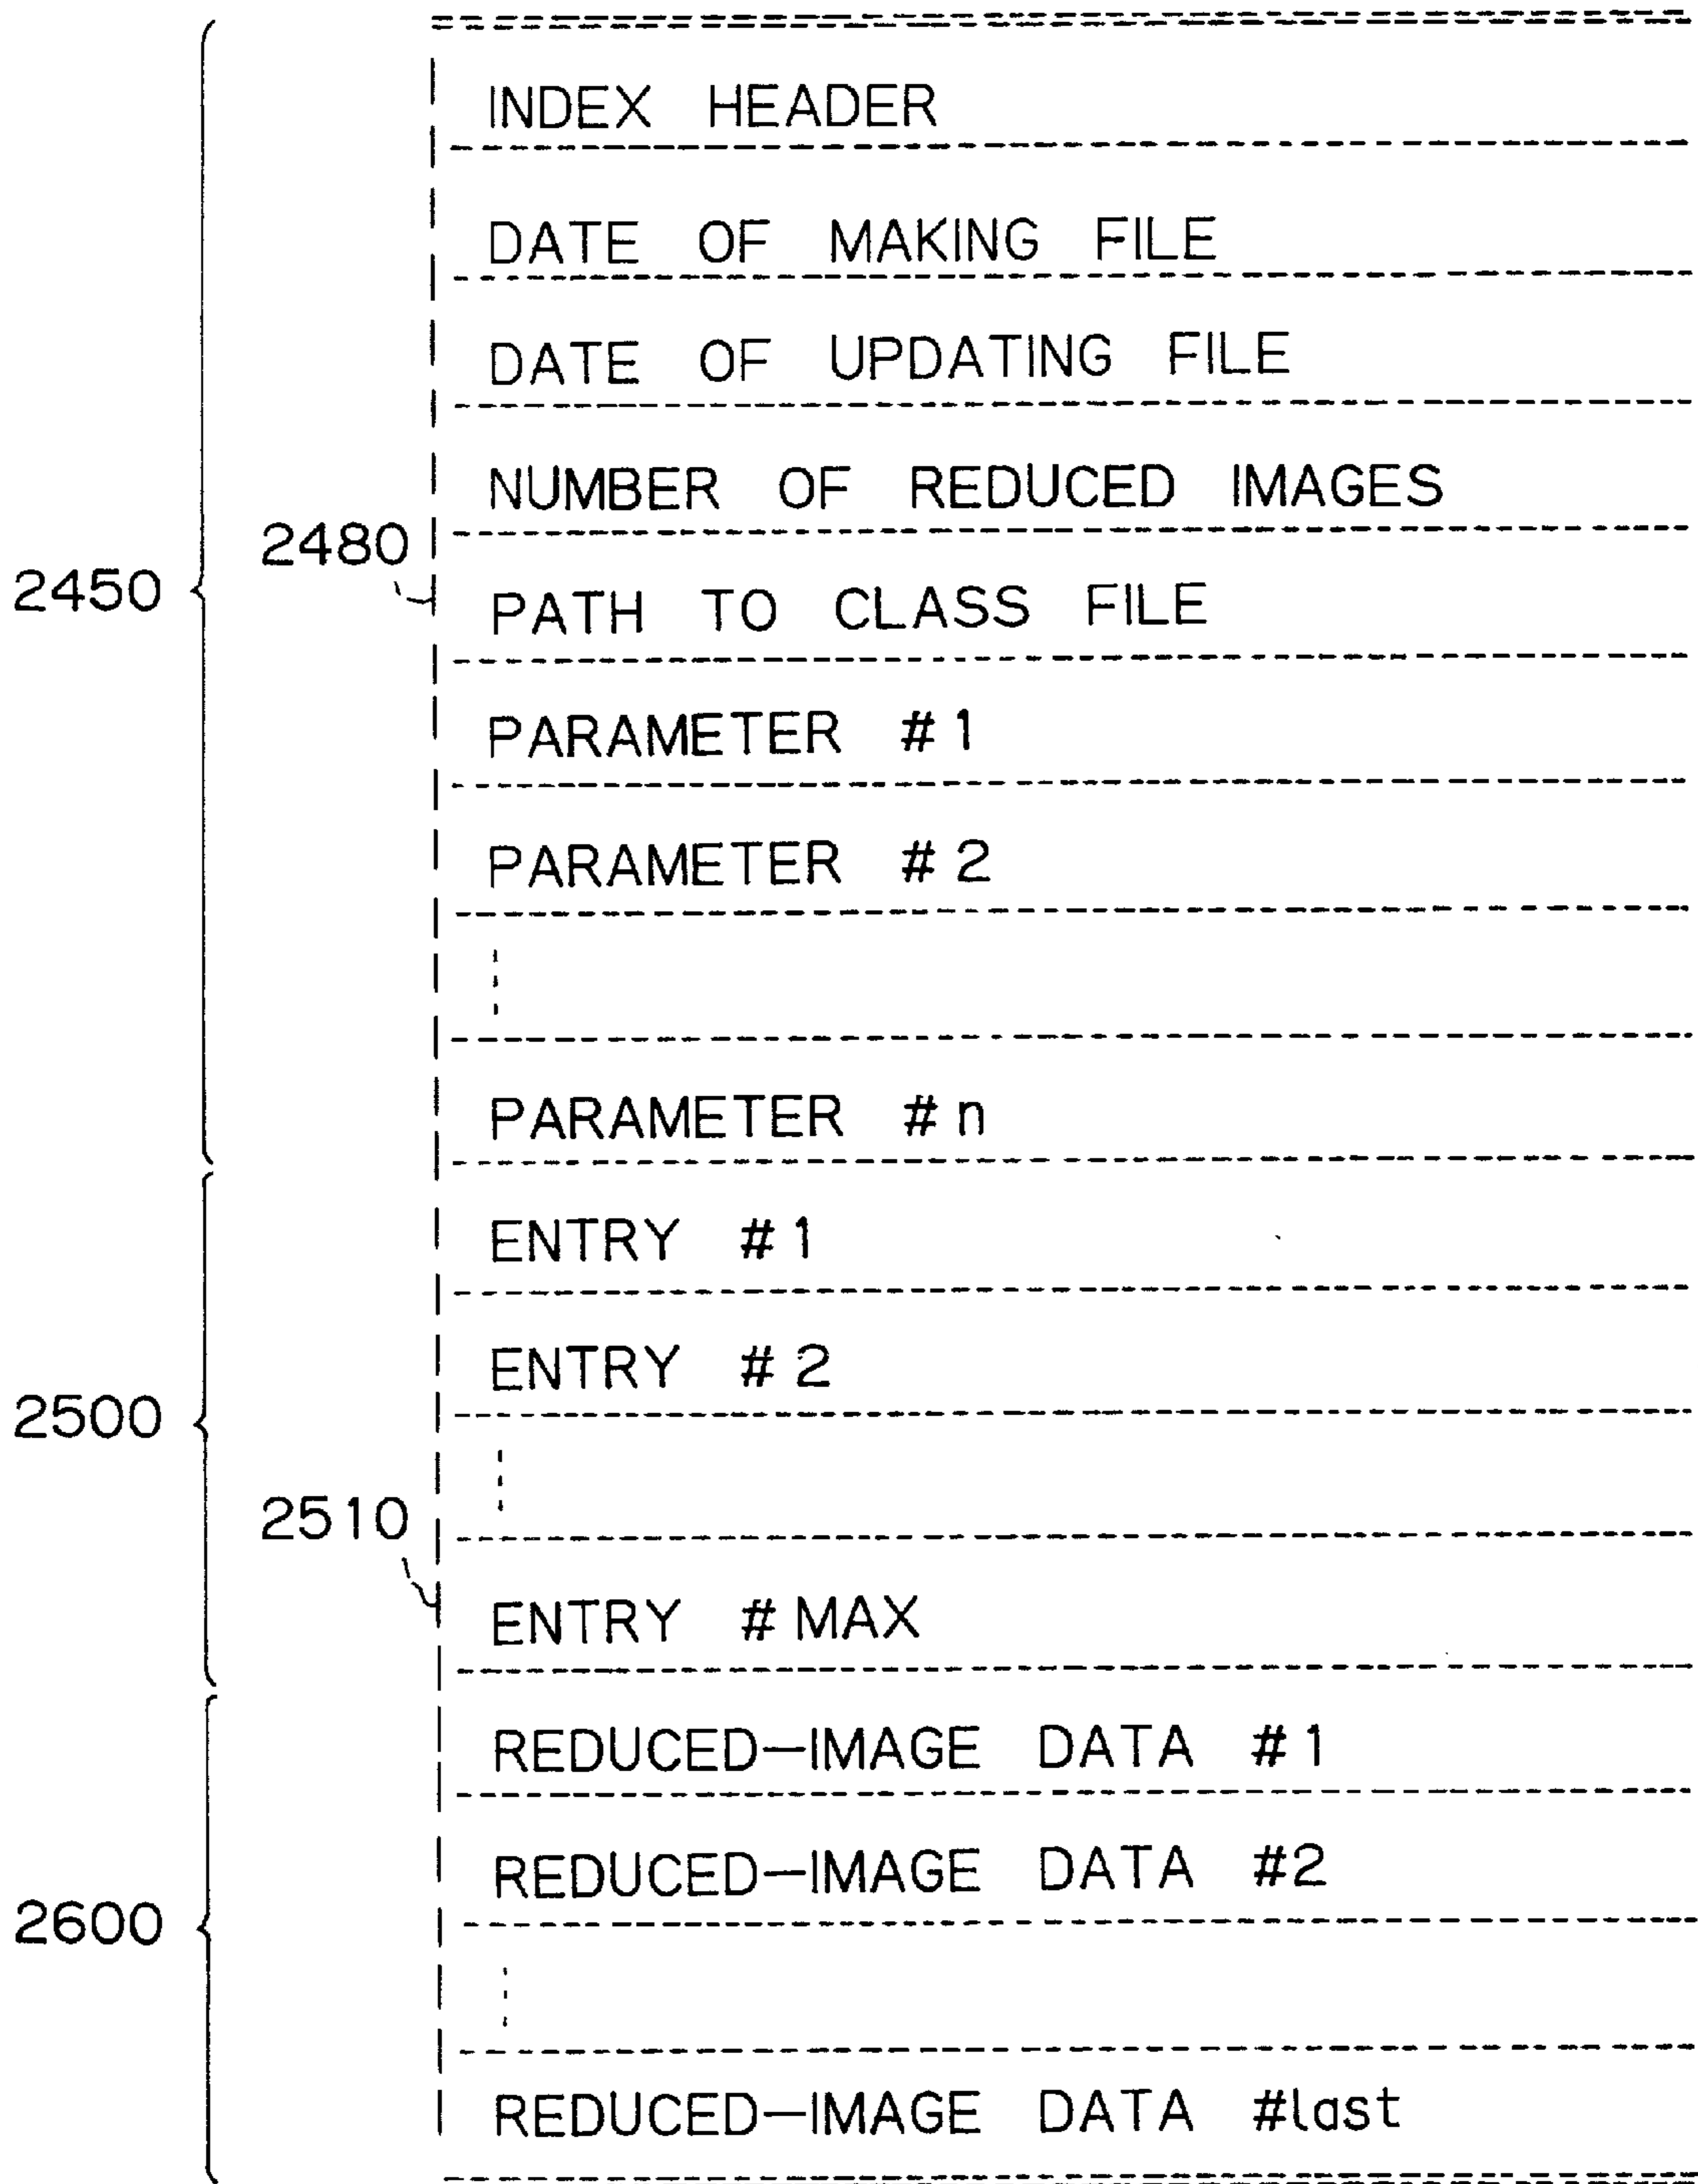 INDEX HEADER
DATE OF MAKING FILE
DATE OF UPDATING FILE
NUMBER OF REDUCED IMAGES
2480
2450
PATH TO CLASS FILE
PARAMETER #1
PARAMETER #2
PARAMETER #n
ENTRY #1
ENTRY #2
2500
2510
ENTRY #MAX
REDUCED-IMAGE DATA #1
REDUCED-IMAGE DATA #2
2600
REDUCED-IMAGE DATA #last